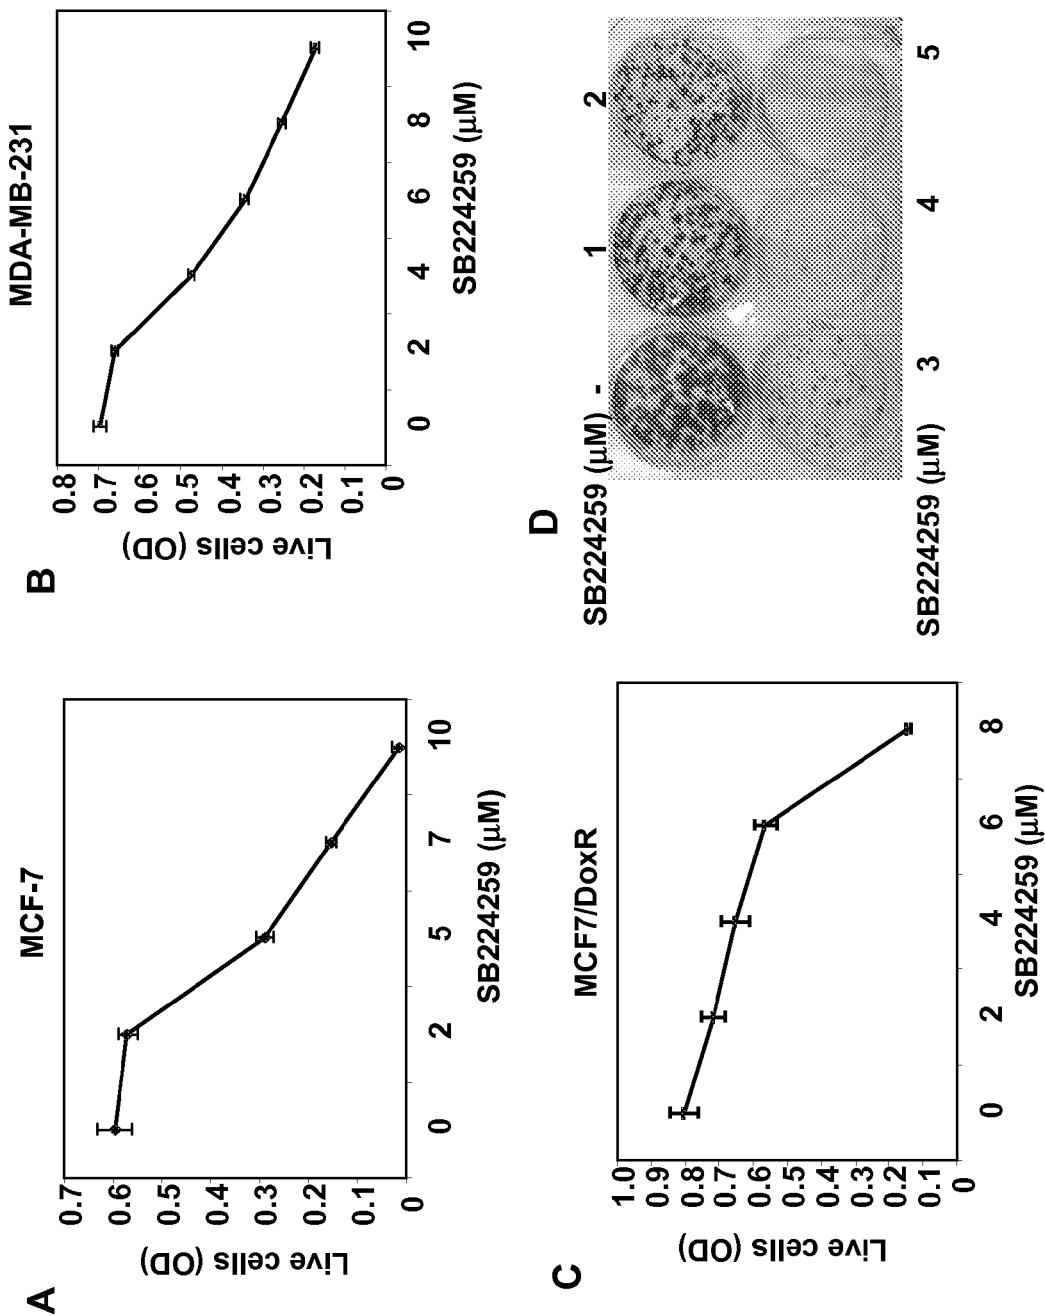 A
MCF-7
Live cells (OD)
0.7
0.6
0.5
0.4
0.3
0.2
0.1
0
0 2 5 7 10
SB224259 (μM)
B
MDA-MB-231
Live cells (OD)
0.8
0.7
0.6
0.5
0.4
0.3
0.2
0.1
0
0 2 4 6 8 10
SB224259 (μM)
C
MCF7/DoxR
Live cells (OD)
1.0
0.9
0.8
0.7
0.6
0.5
0.4
0.3
0.2
0.1
0
0 2 4 6 8
SB224259 (μM)
D
SB224259 (μM) - 1 2
SB224259 (μM) 3 4 5